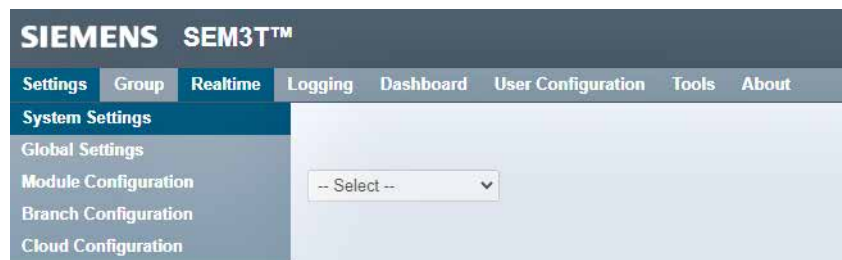 SIEMENS SEM3T™
Settings Group Realtime Logging Dashboard User Configuration Tools About
System Settings
Global Settings
Module Configuration
-- Select --
Branch Configuration
Cloud Configuration